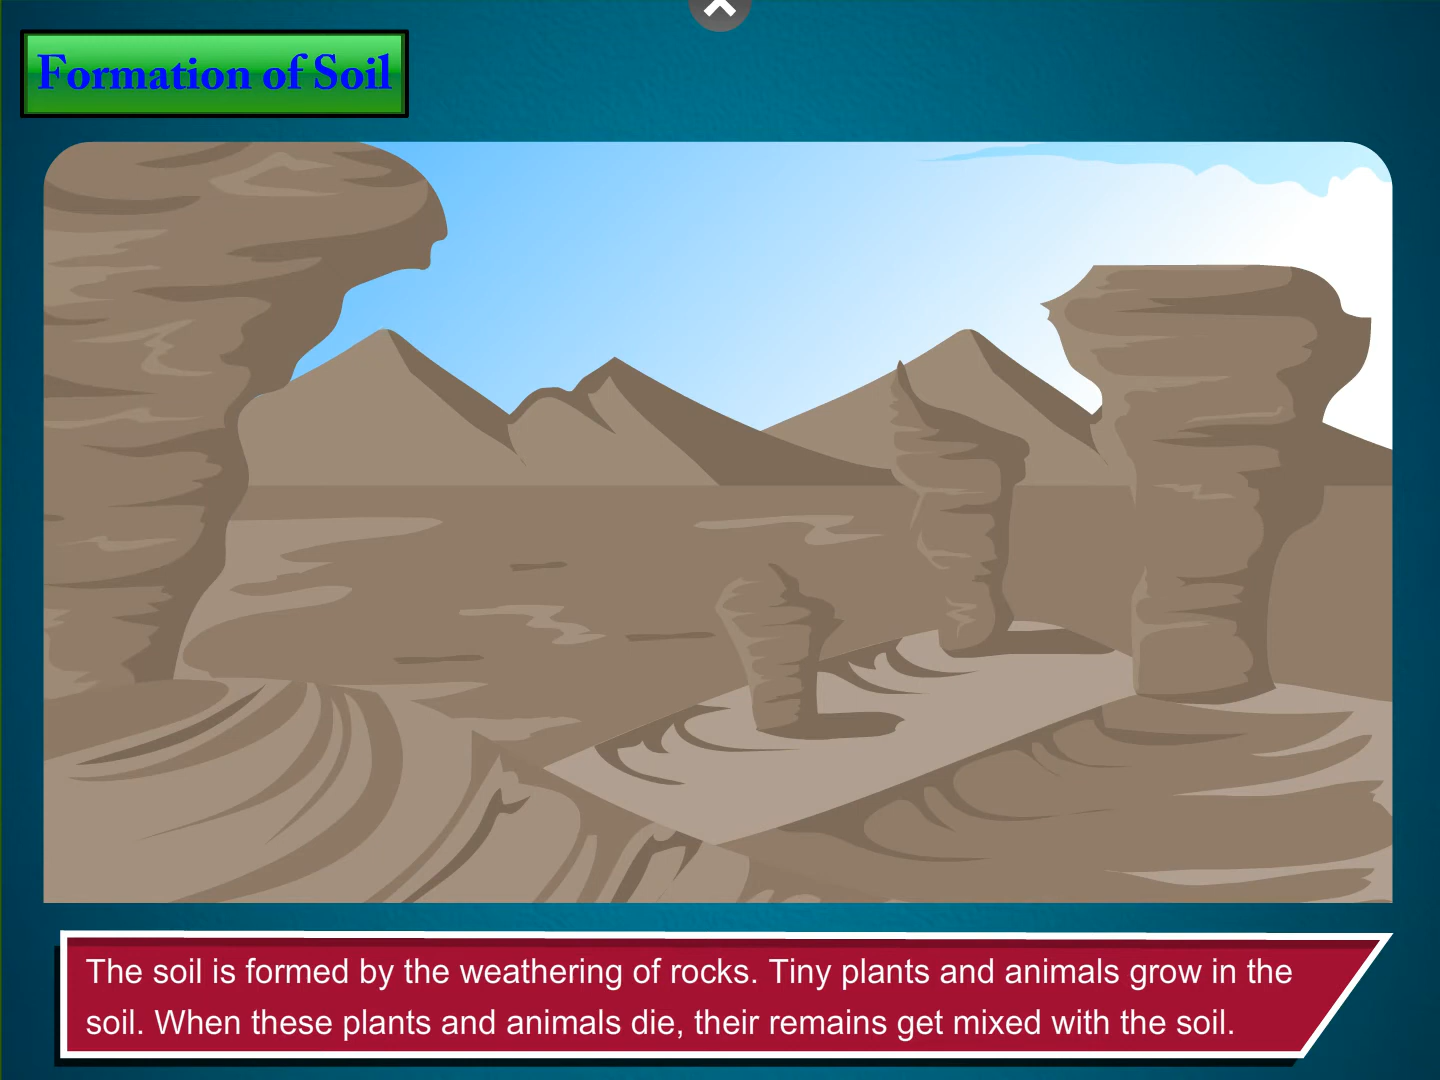 Formation of Soil
The soil is formed by the weathering of rocks. Tiny plants and animals grow in the
soil. When these plants and animals die, their remains get mixed with the soil.